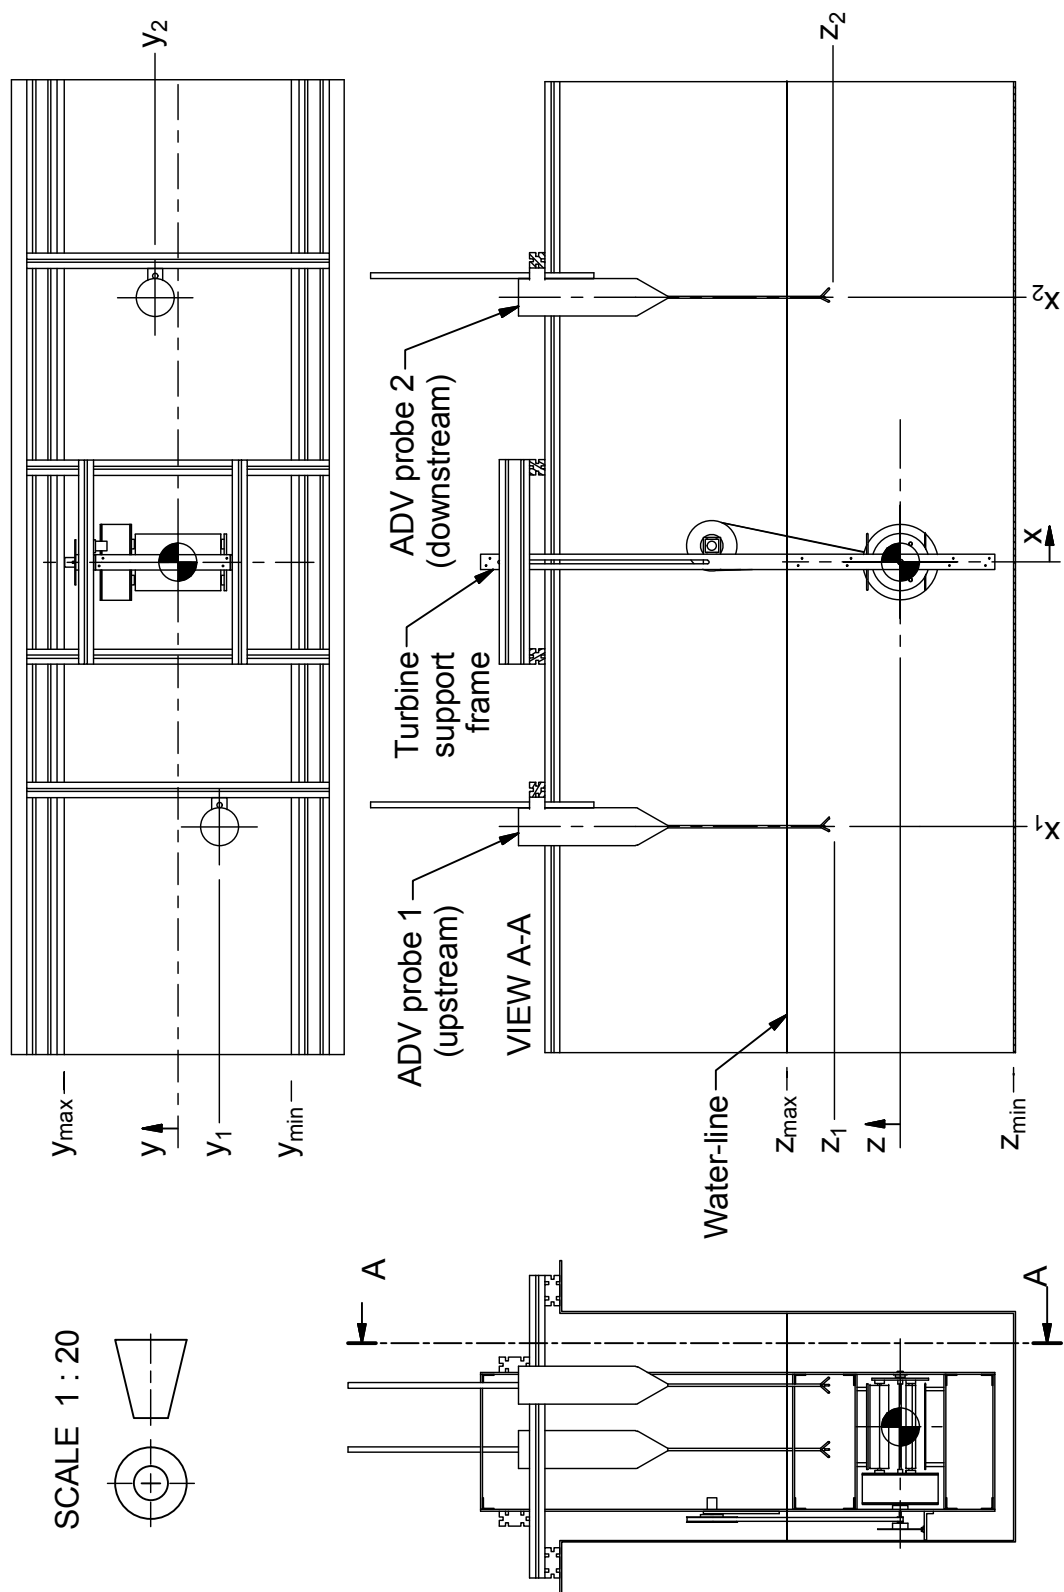 y2
z2
ADV probe 2
(downstream)
x2
Turbine
support
frame
x
ADV probe 1
(upstream)
VIEW A-A
x1
ymax
y
y1
ymin
Water-line
zmax
z1
z
zmin
SCALE 1 : 20
A
A